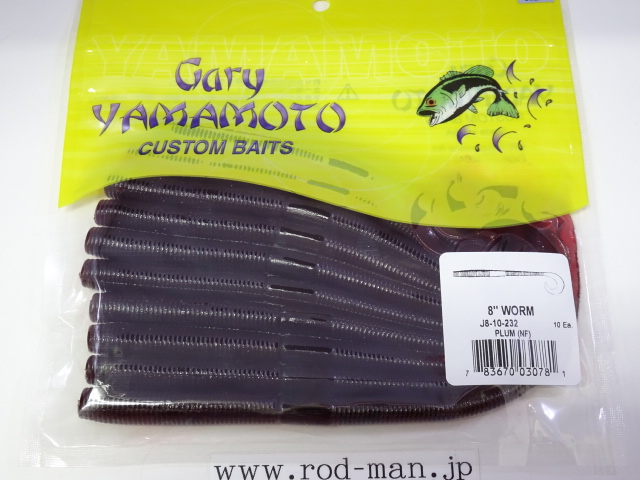 YAMAMOTO
Gary
YAMAMOTO
CUSTOM BAITS
8" WORM
J8-10-232
10 Ea.
PLUM (NF)
7 83670 03078 1
www.rod-man.jp